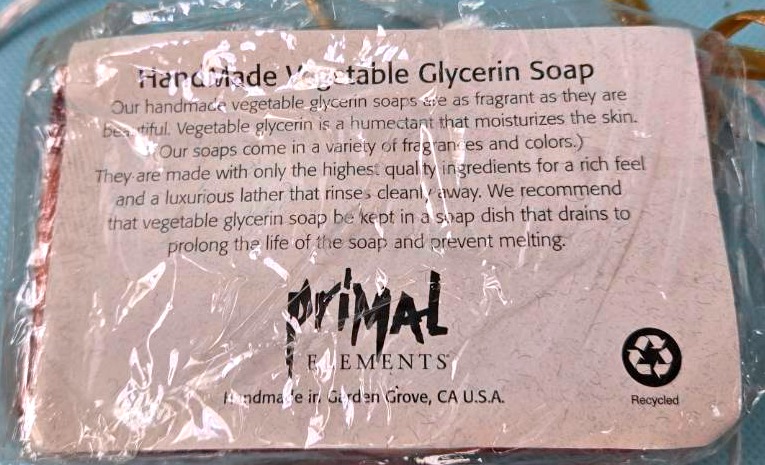 HandMade Vegetable Glycerin Soap
Our handmade vegetable glycerin soaps are as fragrant as they are
beautiful. Vegetable glycerin is a humectant that moisturizes the skin.
(Our soaps come in a variety of fragrances and colors.)
They are made with only the highest quality ingredients for a rich feel
and a luxurious lather that rinses cleanly away. We recommend
that vegetable glycerin soap be kept in a soap dish that drains to
prolong the life of the soap and prevent melting.
PRIMAL
ELEMENTS
Handmade in Garden Grove, CA U.S.A.
Recycled